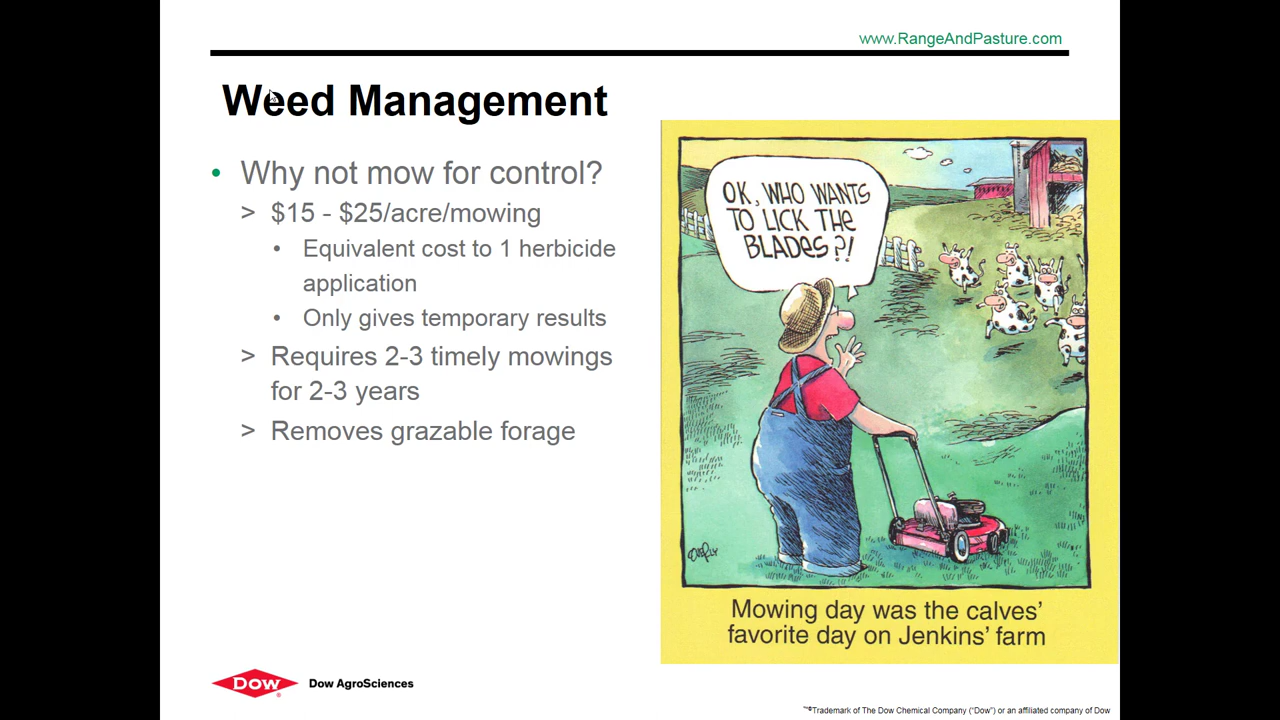 www.RangeAndPasture.com
Weed Management
• Why not mow for control?
> $15 - $25/acre/mowing
• Equivalent cost to 1 herbicide
application
• Only gives temporary results
> Requires 2-3 timely mowings
for 2-3 years
> Removes grazable forage
OK, WHO WANTS
TO LICK THE
BLADES?!
Mowing day was the calves'
favorite day on Jenkins' farm
DOW
Dow AgroSciences
™®Trademark of The Dow Chemical Company ("Dow") or an affiliated company of Dow